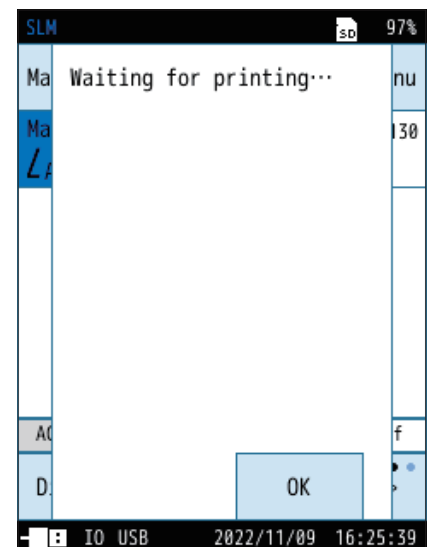 SLM SD 97%
Ma Waiting for printing… nu
Ma 130
L A
AC f
D OK
IO USB 2022/11/09 16:25:39